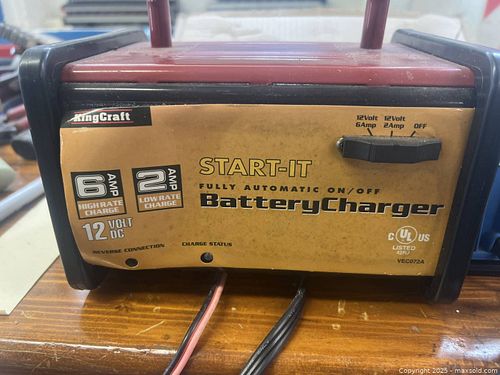 KingCraft
12Volt 12Volt
6Amp 2Amp OFF
START-IT
FULLY AUTOMATIC ON/OFF
BatteryCharger
6 AMP
HIGH RATE
CHARGE
2 AMP
LOW RATE
CHARGE
12 VOLT
DC
REVERSE CONNECTION
CHARGE STATUS
C UL US
LISTED
VEC072A
Copyright © 2025 - maxsold.com